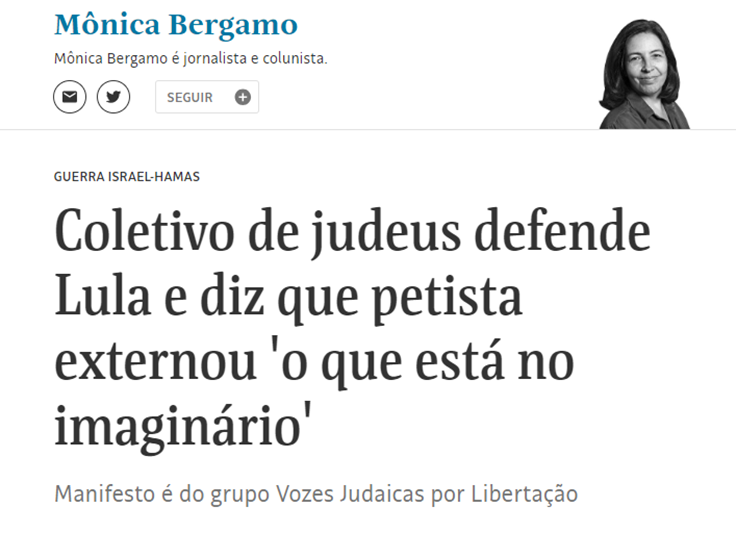 Mônica Bergamo
Mônica Bergamo é jornalista e colunista.
SEGUIR
GUERRA ISRAEL-HAMAS
Coletivo de judeus defende
Lula e diz que petista
externou 'o que está no
imaginário'
Manifesto é do grupo Vozes Judaicas por Libertação